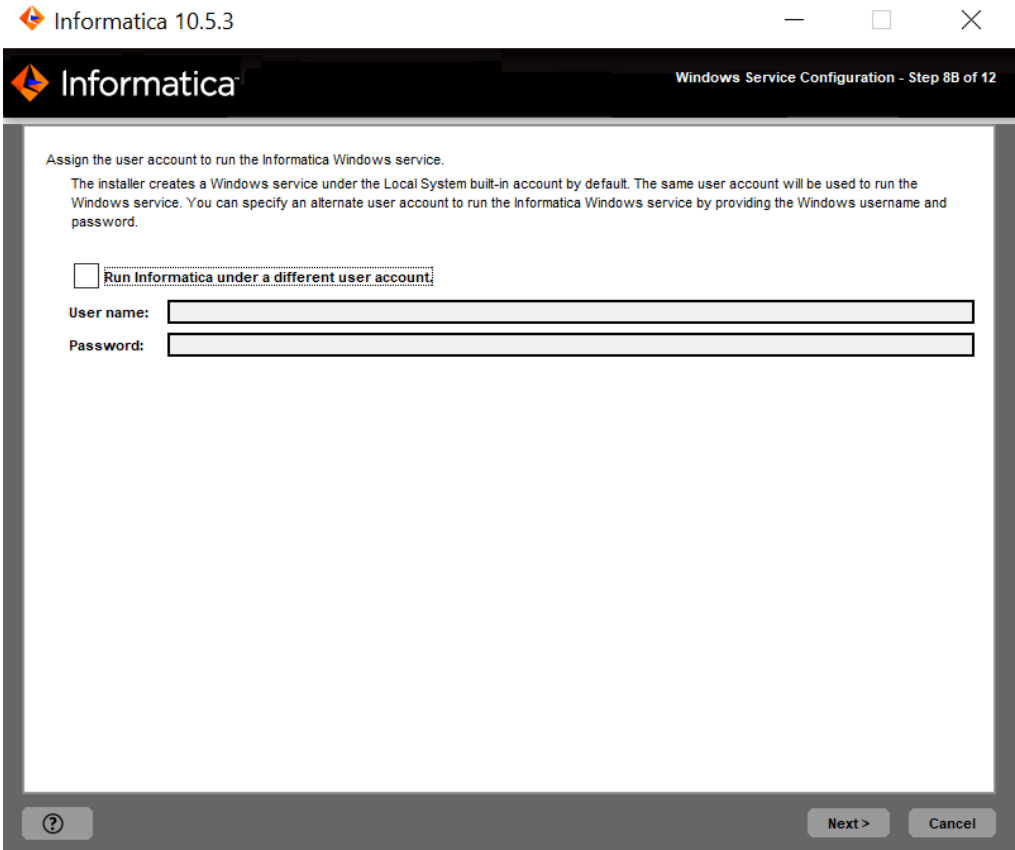 Informatica 10.5.3
Informatica™
Windows Service Configuration - Step 8B of 12
Assign the user account to run the Informatica Windows service.
The installer creates a Windows service under the Local System built-in account by default. The same user account will be used to run the
Windows service. You can specify an alternate user account to run the Informatica Windows service by providing the Windows username and
password.
Run Informatica under a different user account.
User name:
Password:
?
Next >
Cancel